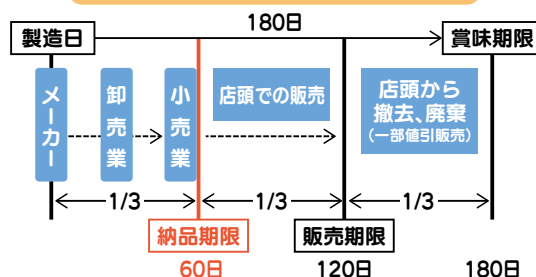 製造日
180日
賞味期限
メーカー
卸売業
小売業
店頭での販売
店頭から
撤去、廃棄
(一部値引販売)
1/3
1/3
1/3
納品期限
販売期限
60日
120日
180日